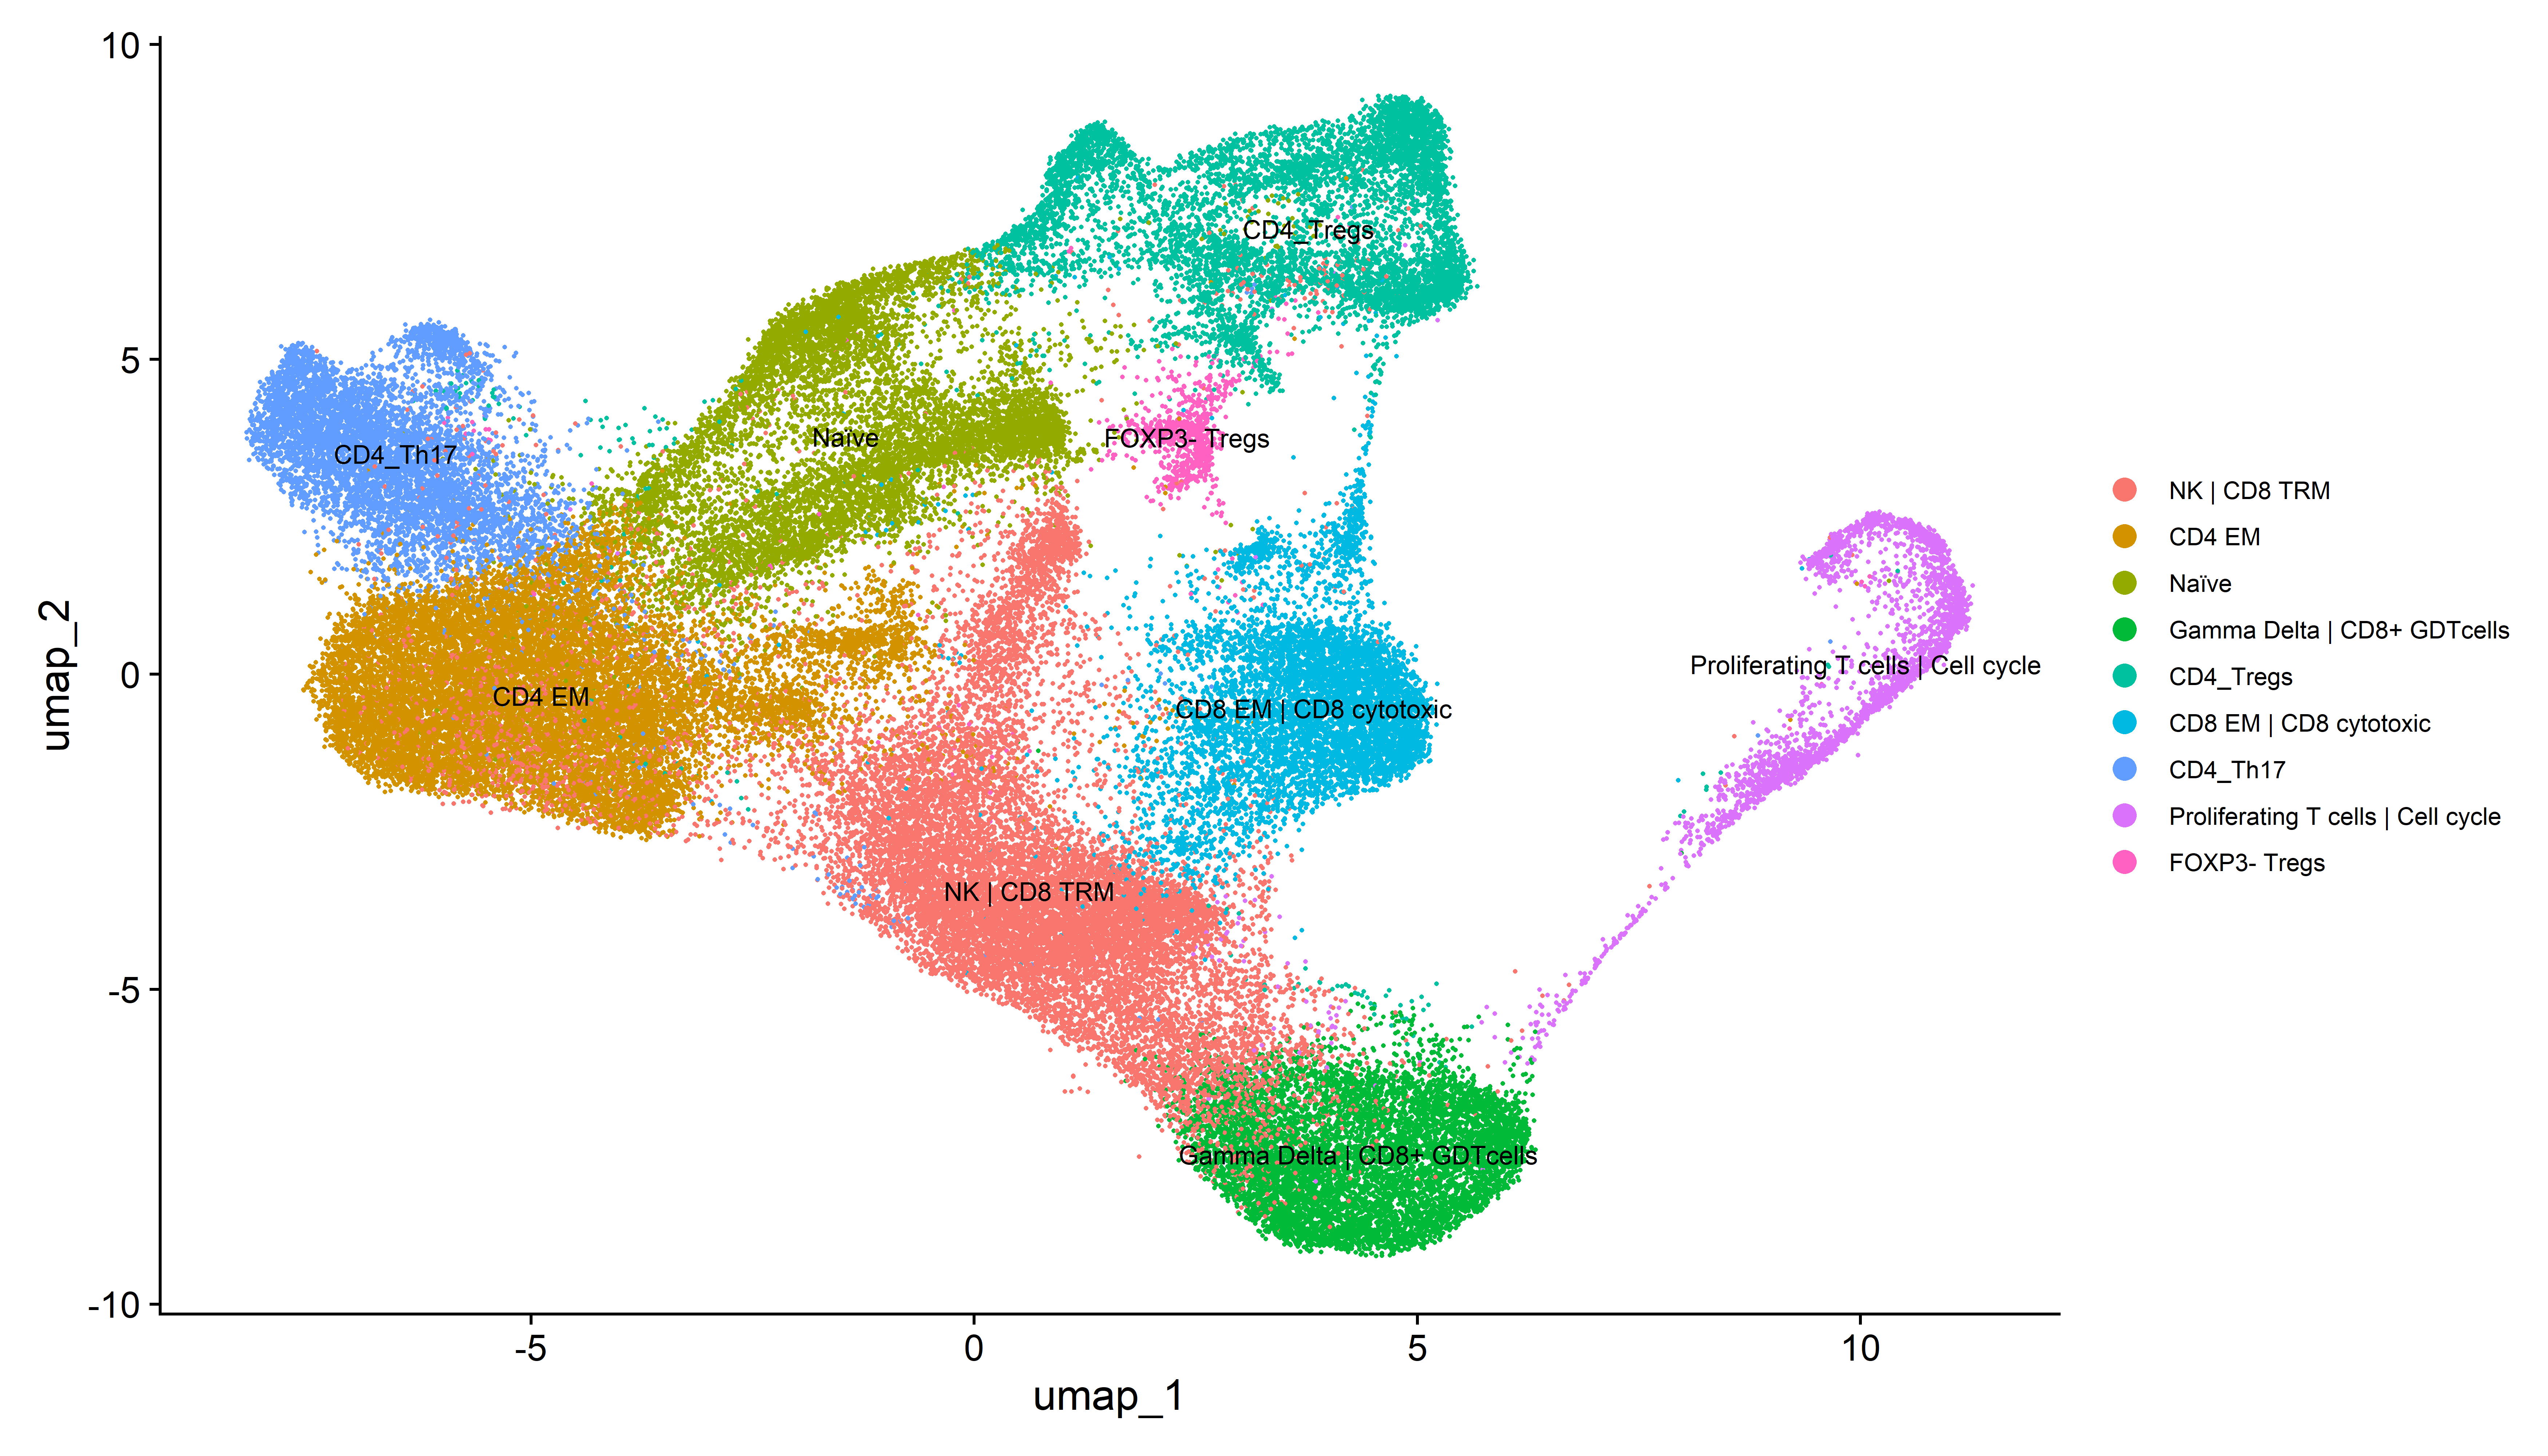 10
5
0
-5
-10
umap_2
-5
0
5
10
umap_1
CD4_Tregs
Naïve
FOXP3- Tregs
CD4_Th17
Proliferating T cells | Cell cycle
CD4 EM
CD8 EM | CD8 cytotoxic
NK | CD8 TRM
Gamma Delta | CD8+ GDTcells
NK | CD8 TRM
CD4 EM
Naïve
Gamma Delta | CD8+ GDTcells
CD4_Tregs
CD8 EM | CD8 cytotoxic
CD4_Th17
Proliferating T cells | Cell cycle
FOXP3- Tregs